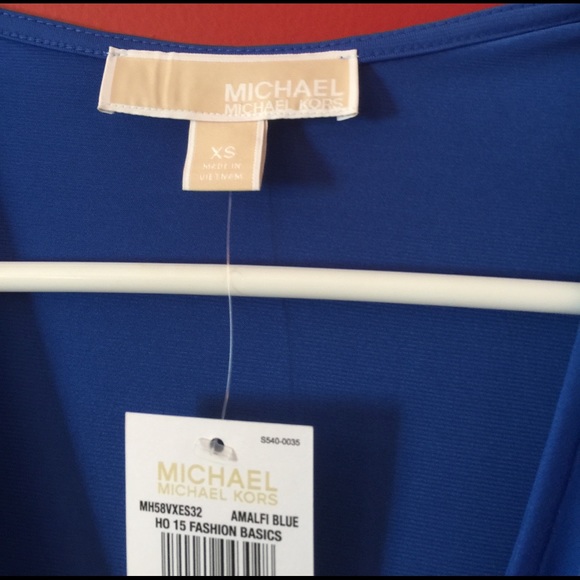 MICHAEL
MICHAEL KORS
XS
MADE IN
VIETNAM
S540-0035
MICHAEL
MICHAEL KORS
MH58VXES32 AMALFI BLUE
HO 15 FASHION BASICS